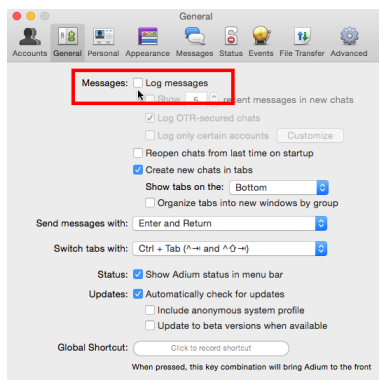 General
Accounts General Personal Appearance Messages Status Events File Transfer Advanced
Messages: Log messages
Show 5 recent messages in new chats
Log OTR-secured chats
Log only certain accounts Customize
Reopen chats from last time on startup
Create new chats in tabs
Show tabs on the: Bottom
Organize tabs into new windows by group
Send messages with: Enter and Return
Switch tabs with: Ctrl + Tab (^⇥ and ^⇧⇥)
Status: Show Adium status in menu bar
Updates: Automatically check for updates
Include anonymous system profile
Update to beta versions when available
Global Shortcut: Click to record shortcut
When pressed, this key combination will bring Adium to the front